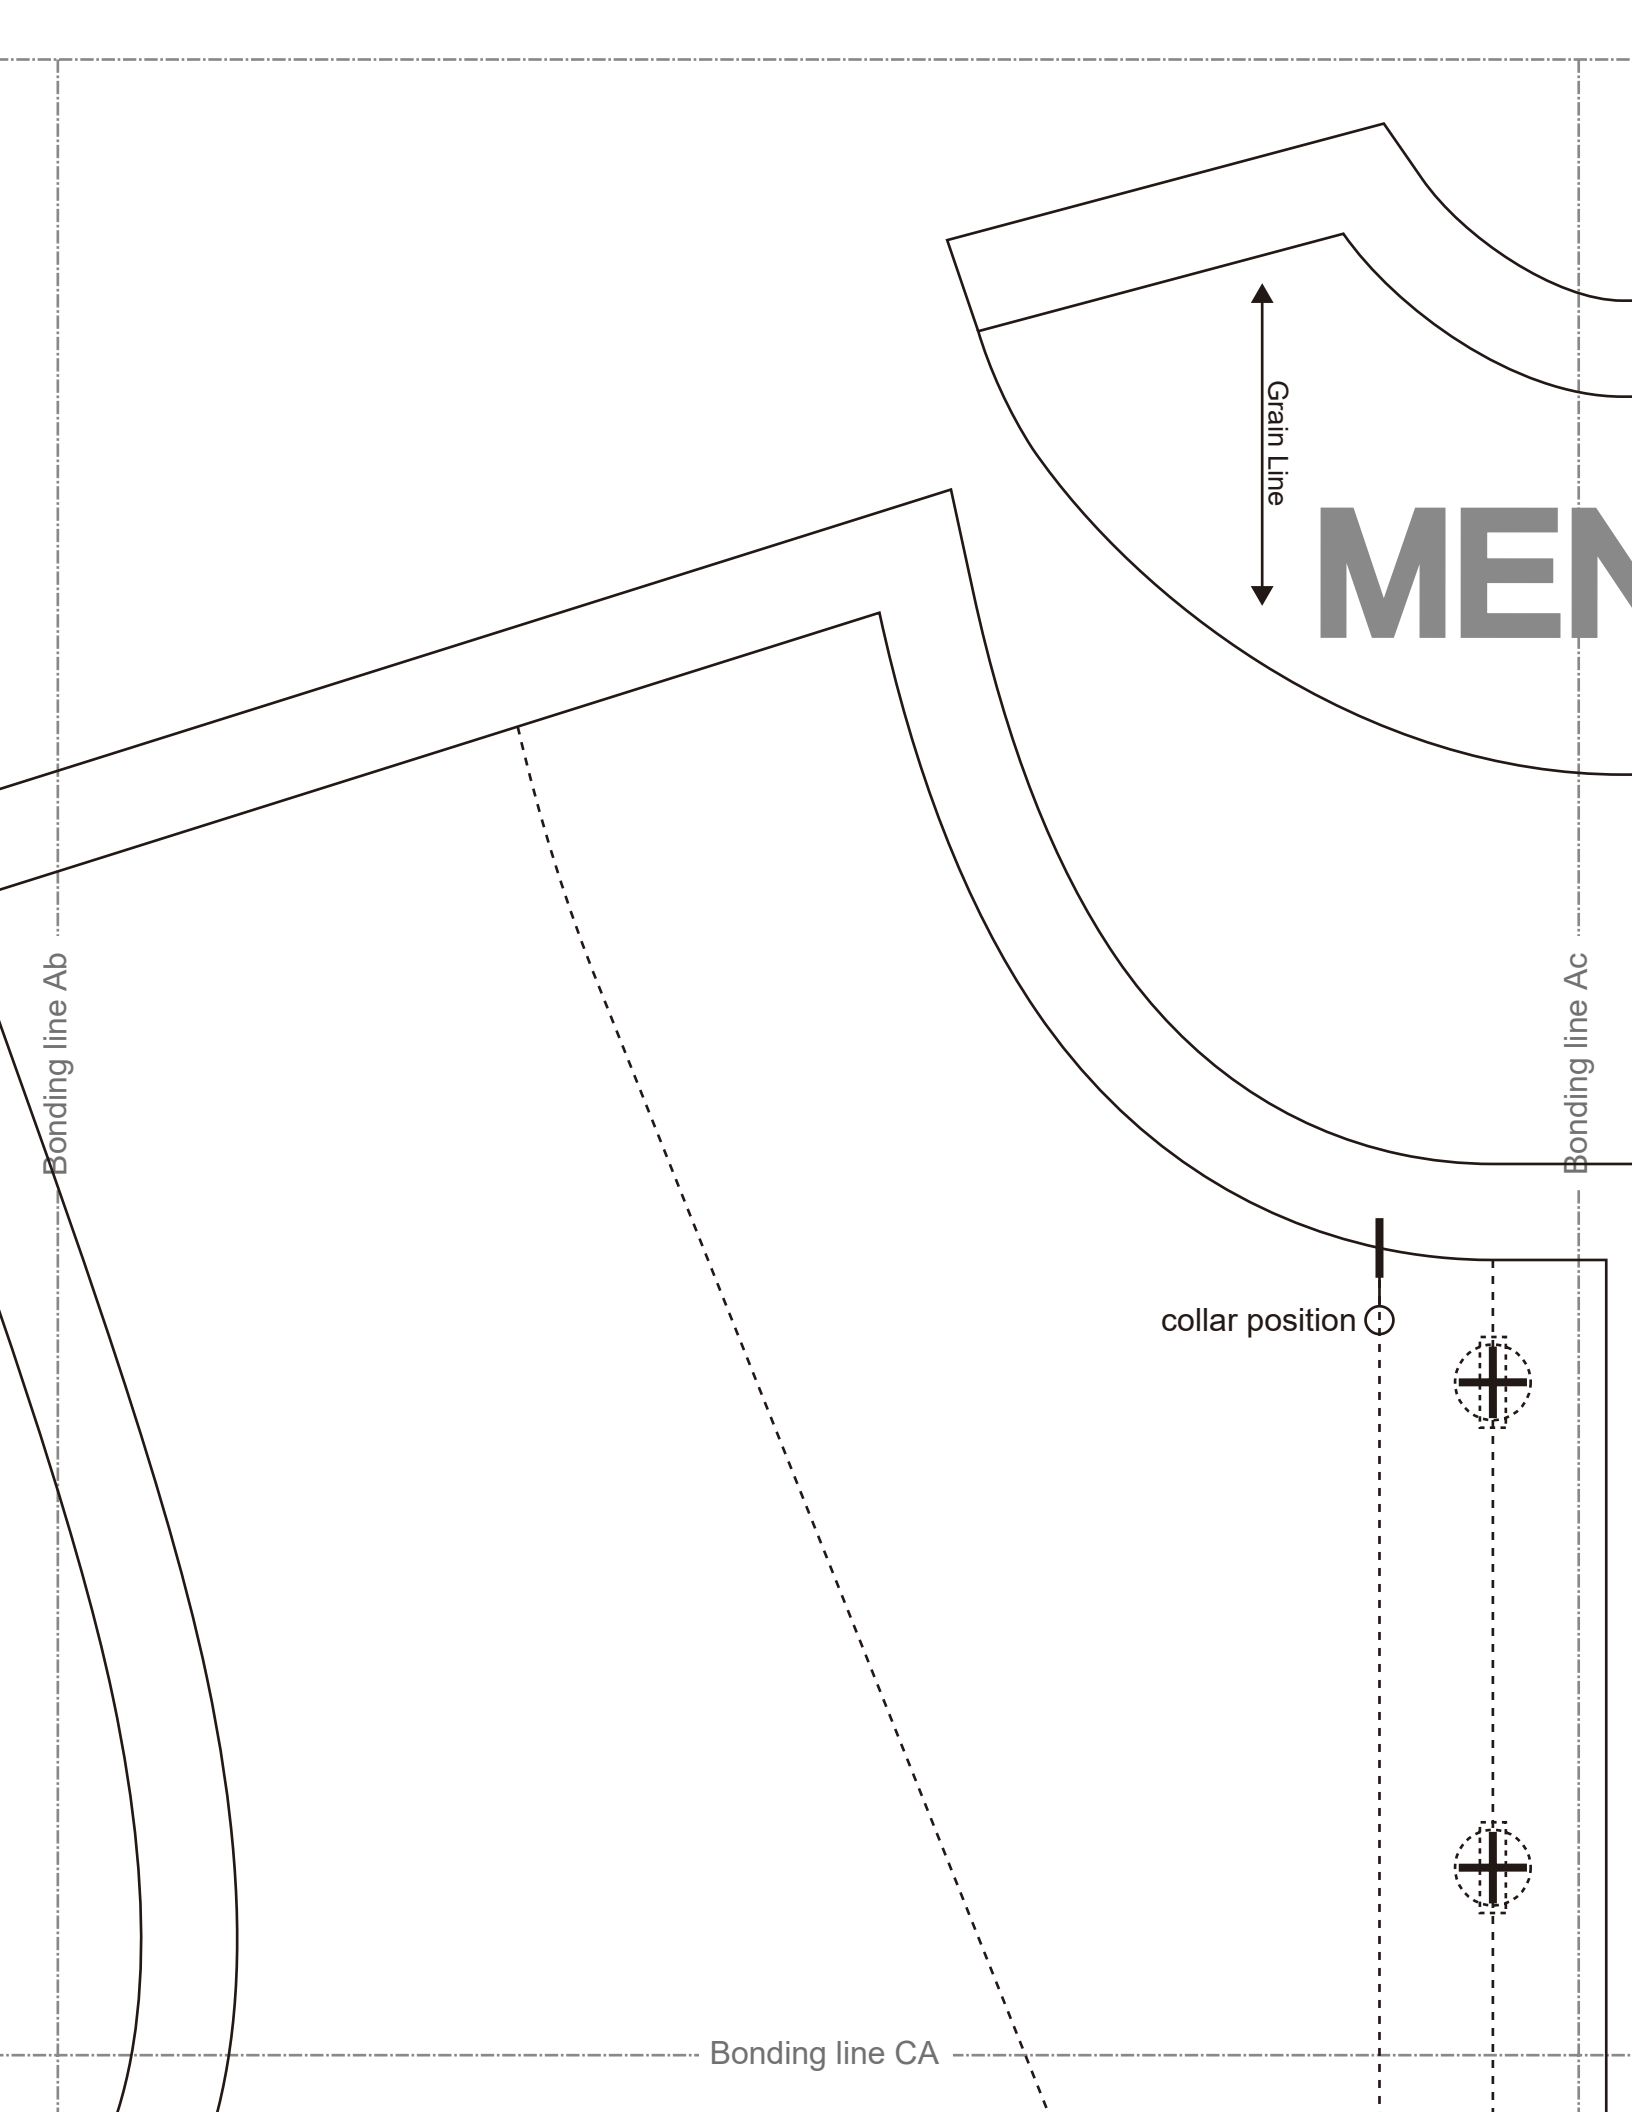 Grain Line
MEN
Bonding line Ab
Bonding line Ac
collar position
Bonding line CA